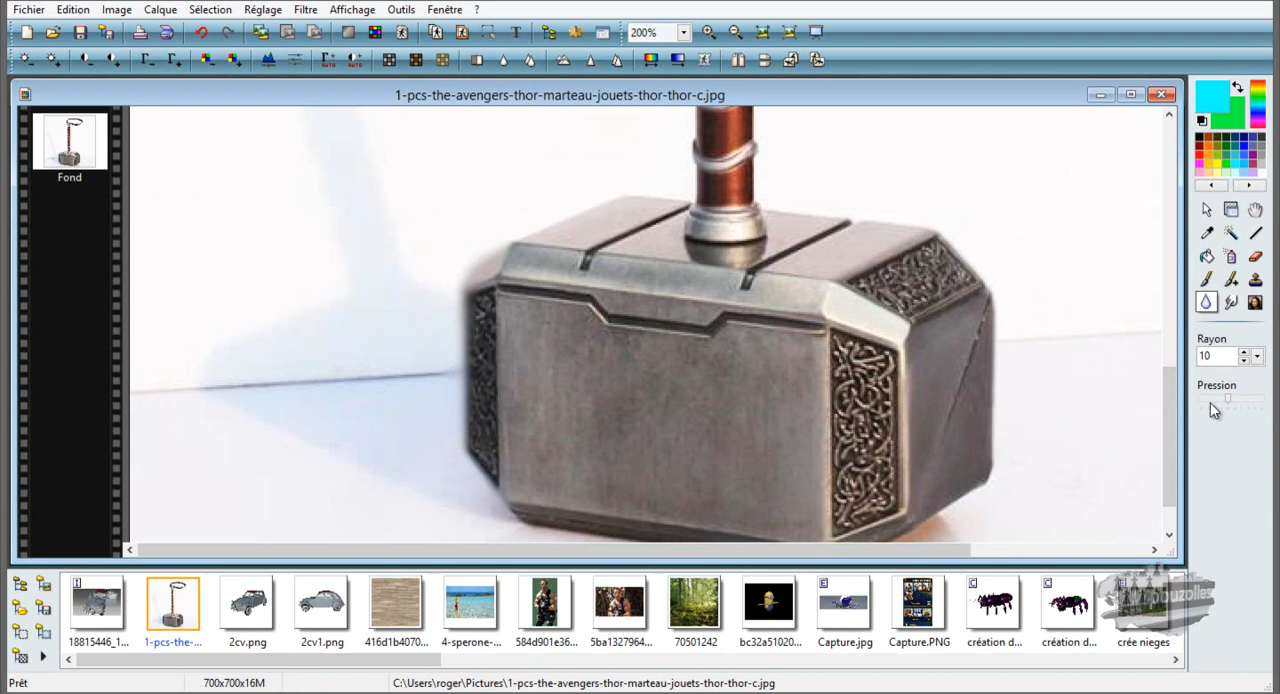 Fichier Edition Image Calque Sélection Réglage Filtre Affichage Outils Fenêtre ?
T 200%
AUTO AUTO
1-pcs-the-avengers-thor-marteau-jouets-thor-thor-c.jpg
Fond
Rayon
10
Pression
18815446_1... 1-pcs-the-... 2cv.png 2cv1.png 416d1b4070... 4-sperone-... 584d901e36... 5ba1327964... 70501242 bc32a51020... Capture.jpg Capture.PNG création d... création d... crée nieges
Prêt 700x700x16M C:\Users\roger\Pictures\1-pcs-the-avengers-thor-marteau-jouets-thor-thor-c.jpg